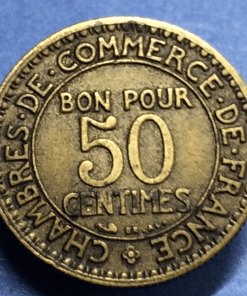 CHAMBRES·DE·COMMERCE·DE·FRANCE
BON POUR
50
CENTIMES